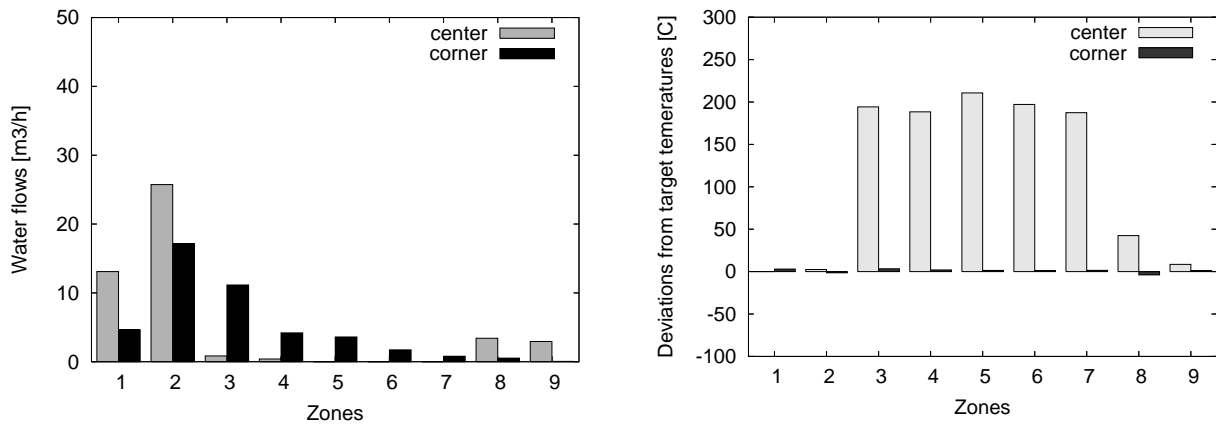 Water flows [m3/h]
50
40
30
20
10
0
center
corner
1 2 3 4 5 6 7 8 9
Zones
Deviations from target temeratures [C]
300
250
200
150
100
50
0
-50
-100
center
corner
1 2 3 4 5 6 7 8 9
Zones